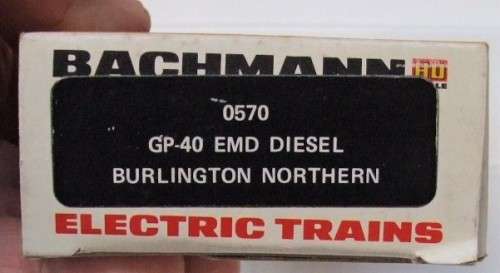 BACHMANN HO
0570
GP-40 EMD DIESEL
BURLINGTON NORTHERN
ELECTRIC TRAINS